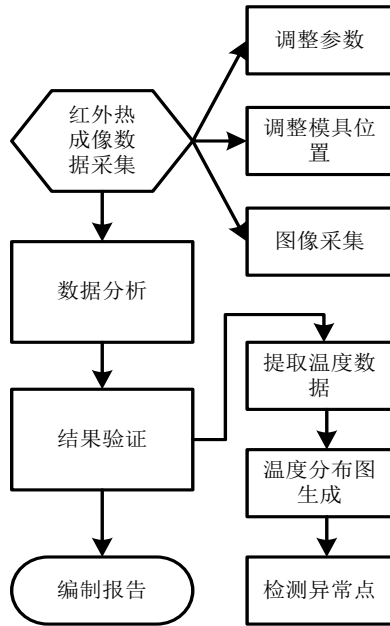 红外热
成像数
据采集
调整参数
调整模具位
置
图像采集
数据分析
结果验证
提取温度数
据
温度分布图
生成
检测异常点
编制报告